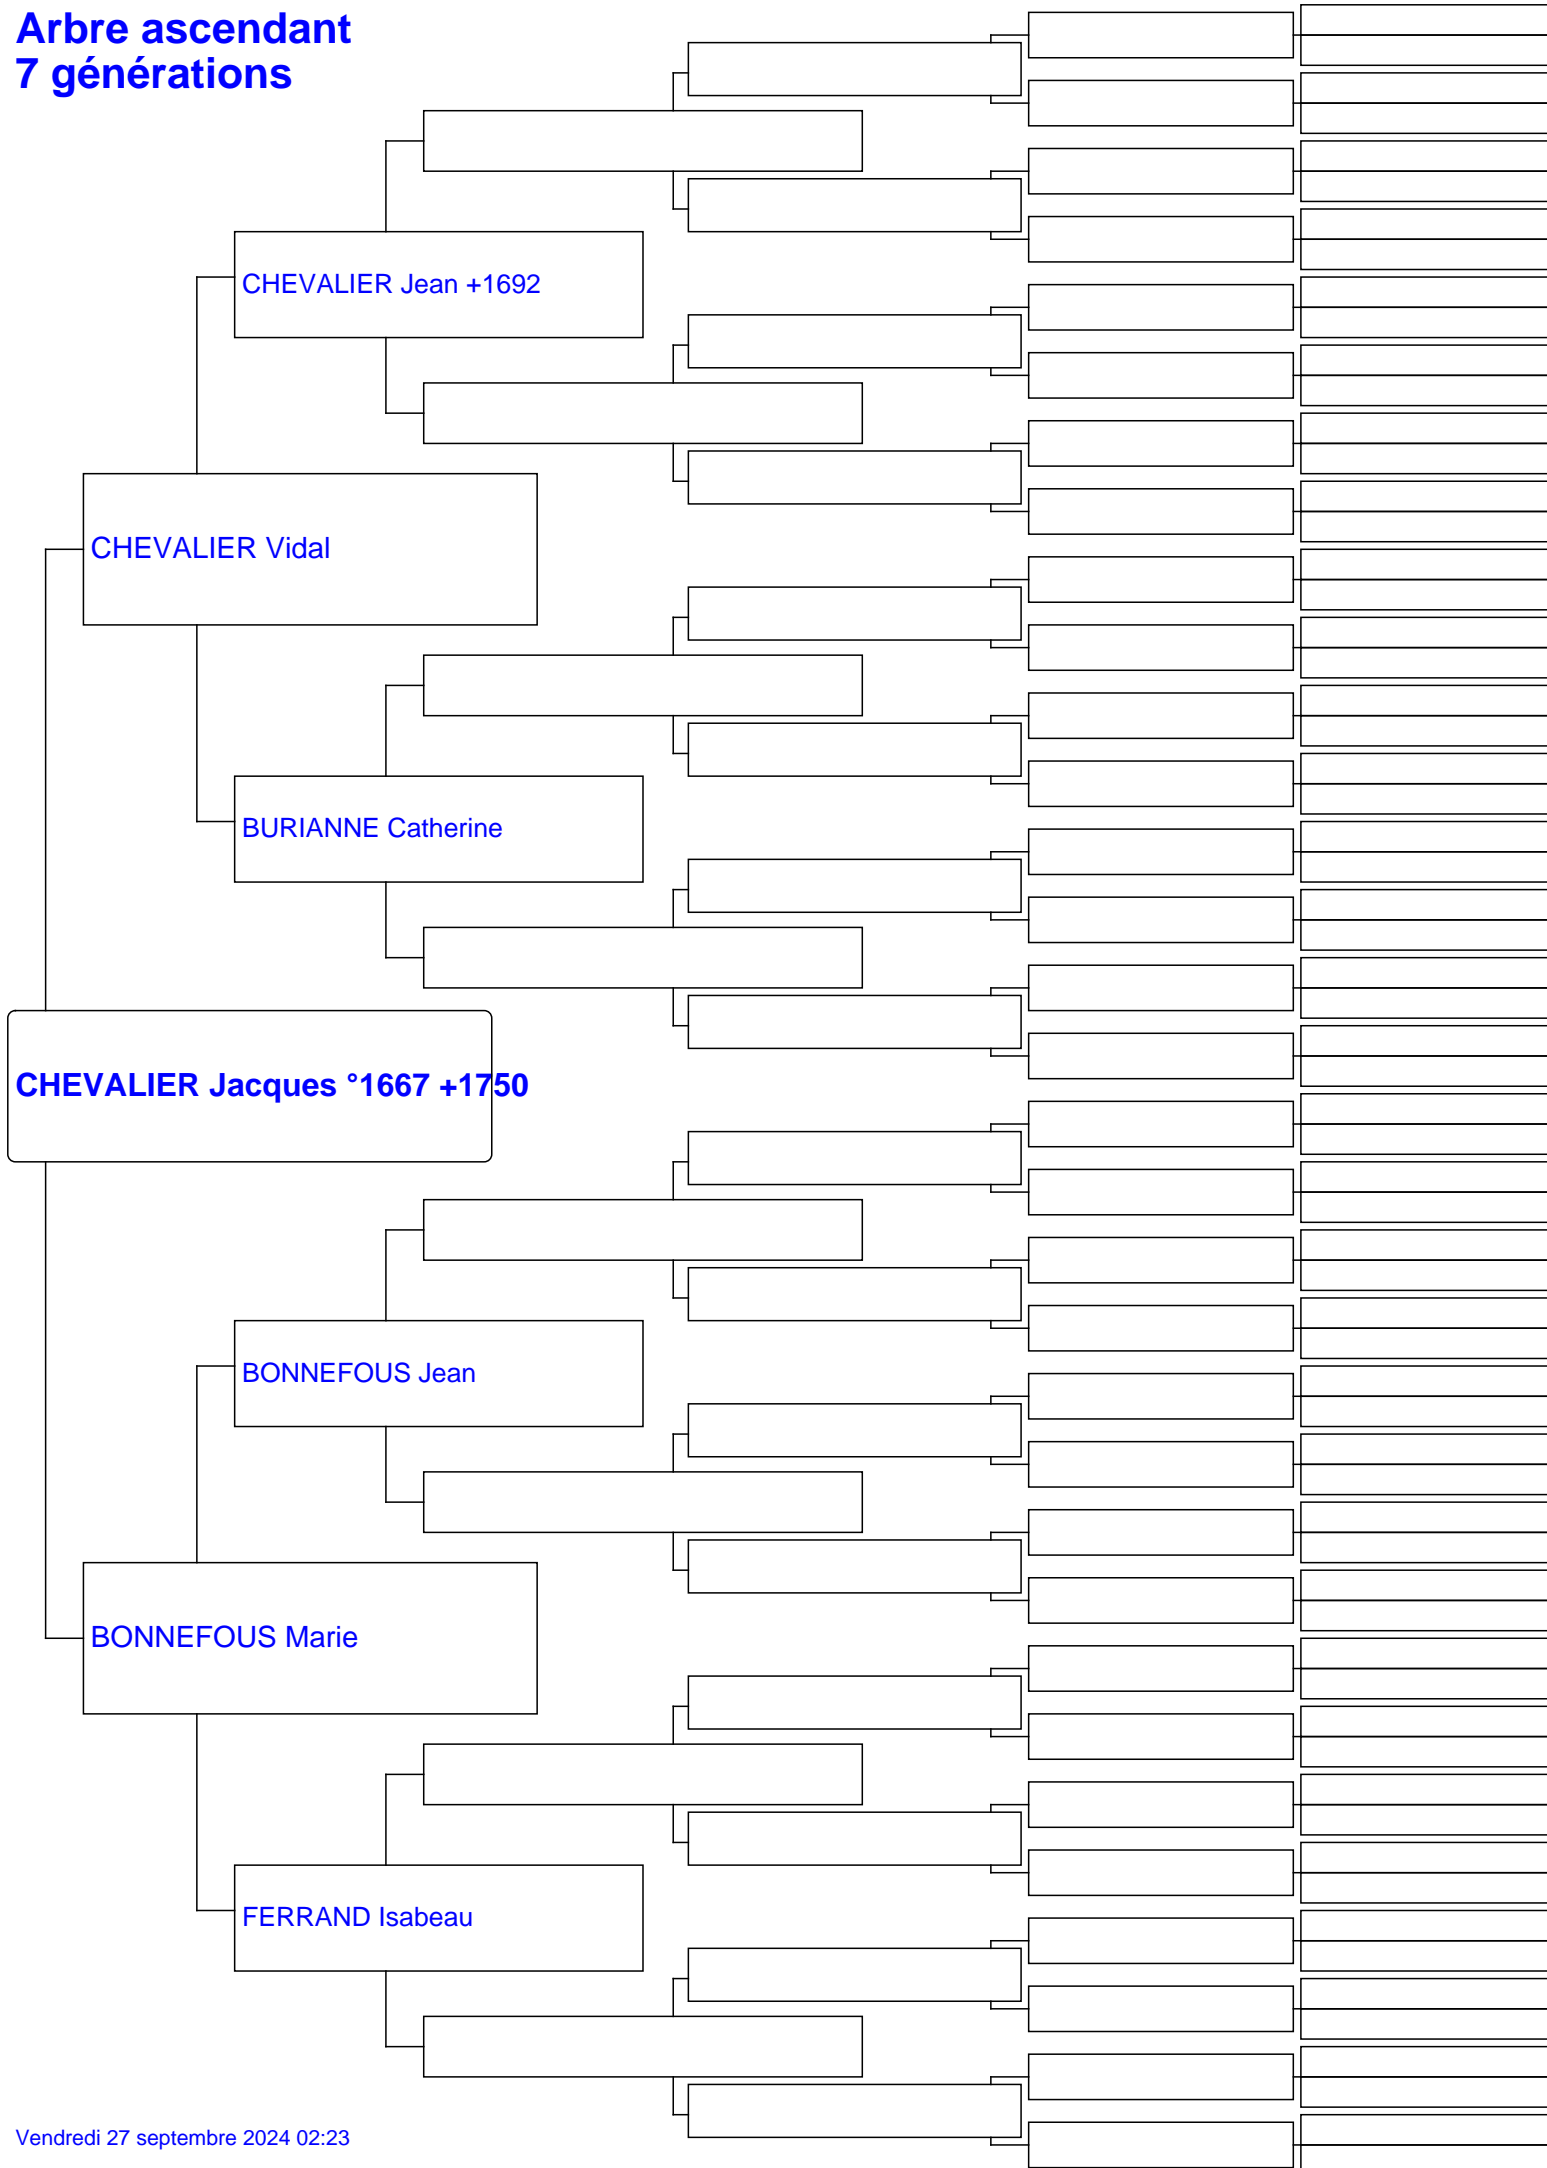 Arbre ascendant
7 générations
CHEVALIER Jean +1692
CHEVALIER Vidal
BURIANNE Catherine
CHEVALIER Jacques °1667 +1750
BONNEFOUS Jean
BONNEFOUS Marie
FERRAND Isabeau
Vendredi 27 septembre 2024 02:23